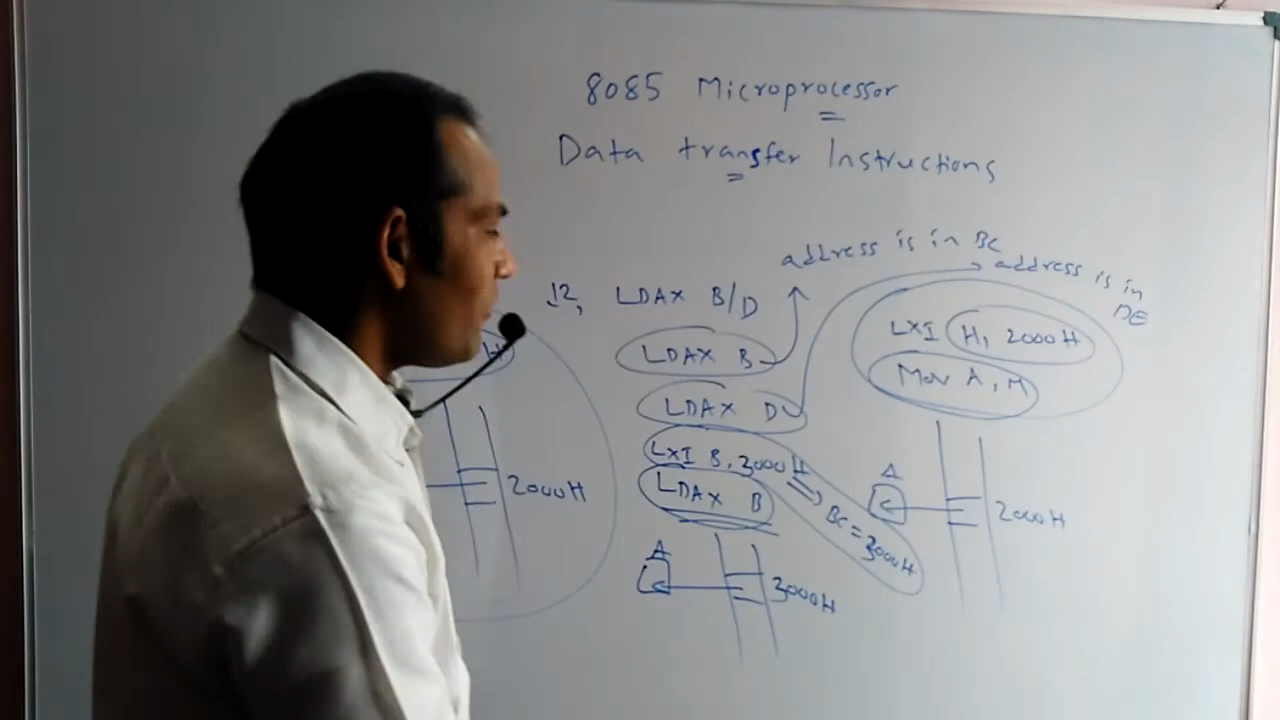 8085 Microprocessor
Data transfer Instructions
address is in BC
address is in
DE
12, LDAX B/D
LXI H, 2000H
LDAX B
H
MOV A, M
LDAX D
LXI B, 3000H
LDAX B
BC = 3000H
A
2000H
2000H
A
3000H